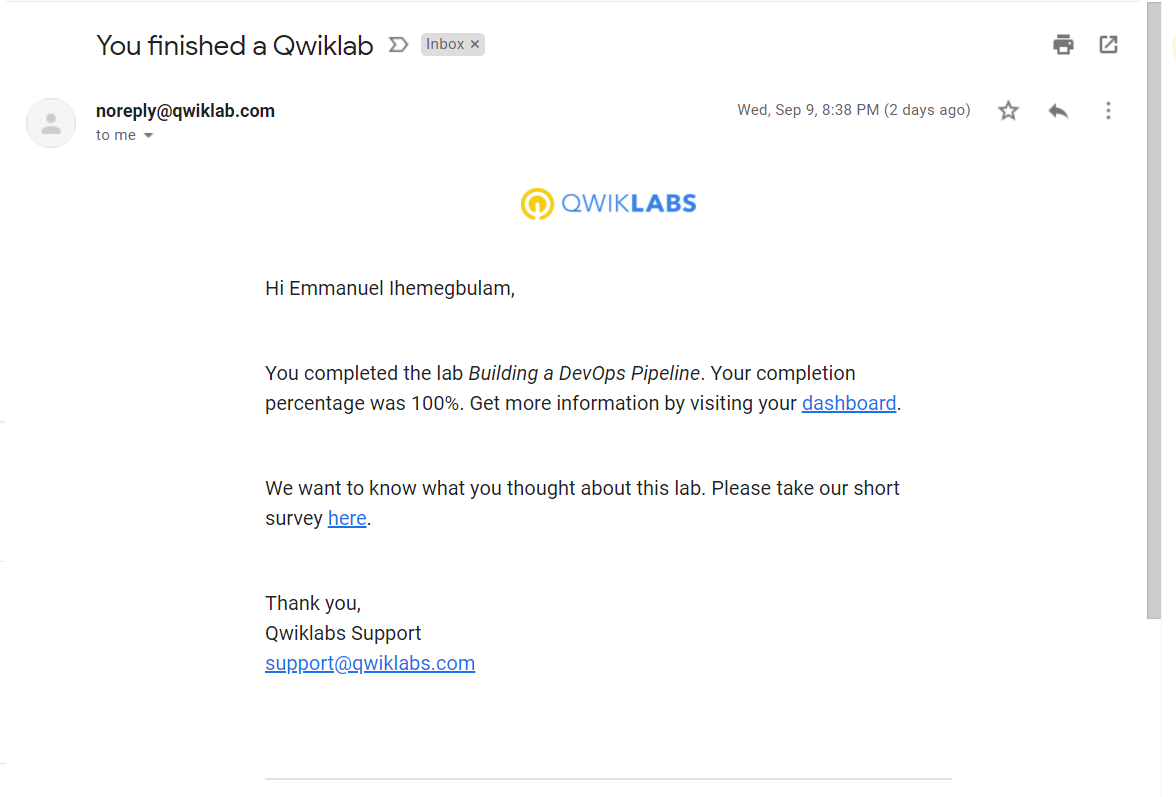 You finished a Qwiklab Inbox ×
noreply@qwiklab.com Wed, Sep 9, 8:38 PM (2 days ago)
to me
QWIKLABS
Hi Emmanuel Ihemegbulam,
You completed the lab Building a DevOps Pipeline. Your completion
percentage was 100%. Get more information by visiting your dashboard.
We want to know what you thought about this lab. Please take our short
survey here.
Thank you,
Qwiklabs Support
support@qwiklabs.com